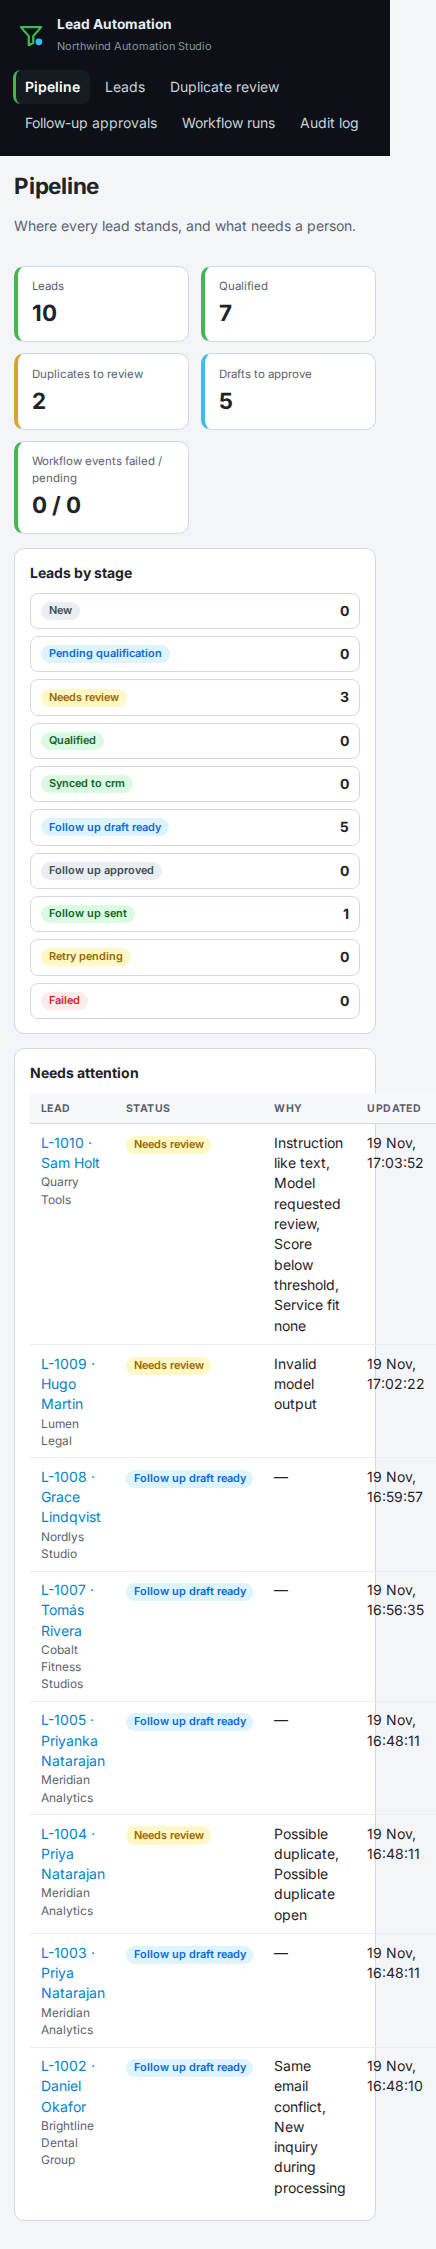 Lead Automation
Northwind Automation Studio
Pipeline Leads Duplicate review
Follow-up approvals Workflow runs Audit log
Pipeline
Where every lead stands, and what needs a person.
Leads
10
Qualified
7
Duplicates to review
2
Drafts to approve
5
Workflow events failed /
pending
0 / 0
Leads by stage
New 0
Pending qualification 0
Needs review 3
Qualified 0
Synced to crm 0
Follow up draft ready 5
Follow up approved 0
Follow up sent 1
Retry pending 0
Failed 0
Needs attention
LEAD STATUS WHY UPDATED
L-1010 ·
Sam Holt
Quarry
Tools
Needs review
Instruction
like text,
Model
requested
review,
Score
below
threshold,
Service fit
none
19 Nov,
17:03:52
L-1009 ·
Hugo
Martin
Lumen
Legal
Needs review
Invalid
model
output
19 Nov,
17:02:22
L-1008 ·
Grace
Lindqvist
Nordlys
Studio
Follow up draft ready
—
19 Nov,
16:59:57
L-1007 ·
Tomás
Rivera
Cobalt
Fitness
Studios
Follow up draft ready
—
19 Nov,
16:56:35
L-1005 ·
Priyanka
Natarajan
Meridian
Analytics
Follow up draft ready
—
19 Nov,
16:48:11
L-1004 ·
Priya
Natarajan
Meridian
Analytics
Needs review
Possible
duplicate,
Possible
duplicate
open
19 Nov,
16:48:11
L-1003 ·
Priya
Natarajan
Meridian
Analytics
Follow up draft ready
—
19 Nov,
16:48:11
L-1002 ·
Daniel
Okafor
Brightline
Dental
Group
Follow up draft ready
Same
email
conflict,
New
inquiry
during
processing
19 Nov,
16:48:10